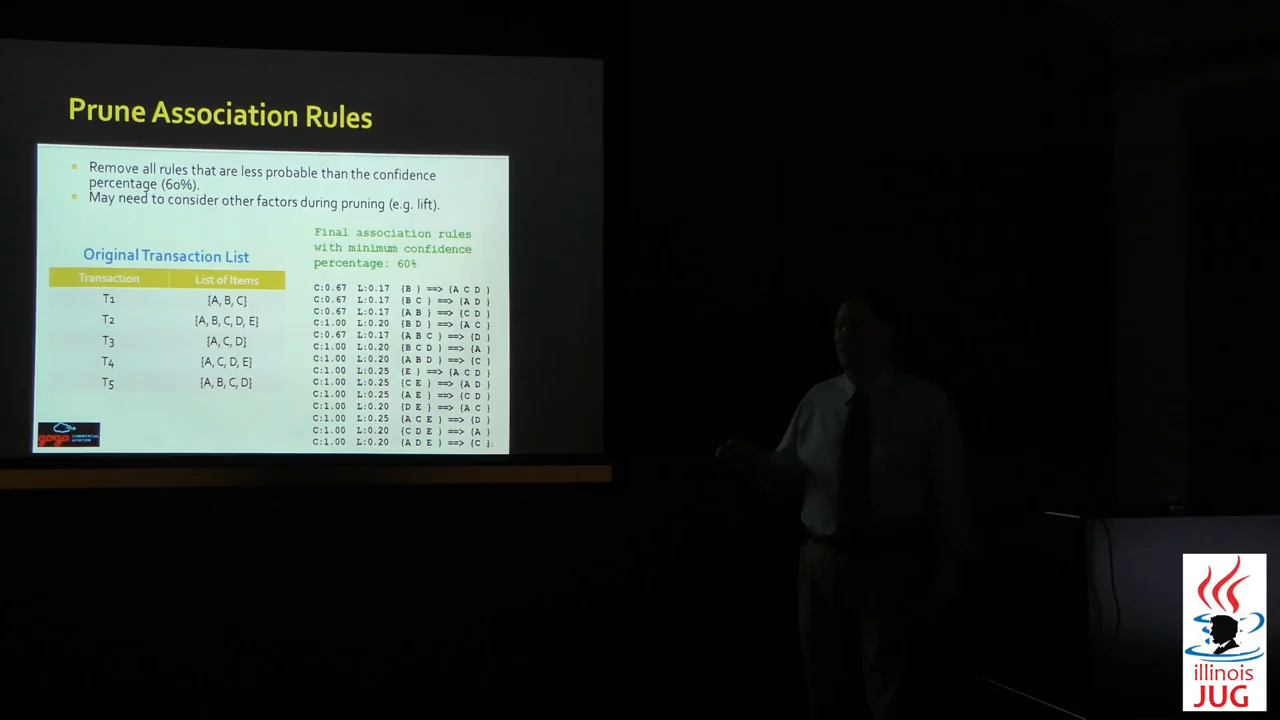 Prune Association Rules
Remove all rules that are less probable than the confidence
percentage (60%).
May need to consider other factors during pruning (e.g. lift).
Original Transaction List
Transaction List of Items
T1 {A, B, C}
T2 {A, B, C, D, E}
T3 {A, C, D}
T4 {A, C, D, E}
T5 {A, B, C, D}
Final association rules
with minimum confidence
percentage: 60%
C:0.67 L:0.17 {B } ==> {A C D }
C:0.67 L:0.17 {B C } ==> {A D }
C:0.67 L:0.17 {A B } ==> {C D }
C:1.00 L:0.20 {B D } ==> {A C }
C:0.67 L:0.17 {A B C } ==> {D }
C:1.00 L:0.20 {B C D } ==> {A }
C:1.00 L:0.20 {A B D } ==> {C }
C:1.00 L:0.25 {E } ==> {A C D }
C:1.00 L:0.25 {C E } ==> {A D }
C:1.00 L:0.25 {A E } ==> {C D }
C:1.00 L:0.20 {D E } ==> {A C }
C:1.00 L:0.25 {A C E } ==> {D }
C:1.00 L:0.20 {C D E } ==> {A }
C:1.00 L:0.20 {A D E } ==> {C }
gogo COMMERCIAL
AVIATION
illinois
JUG